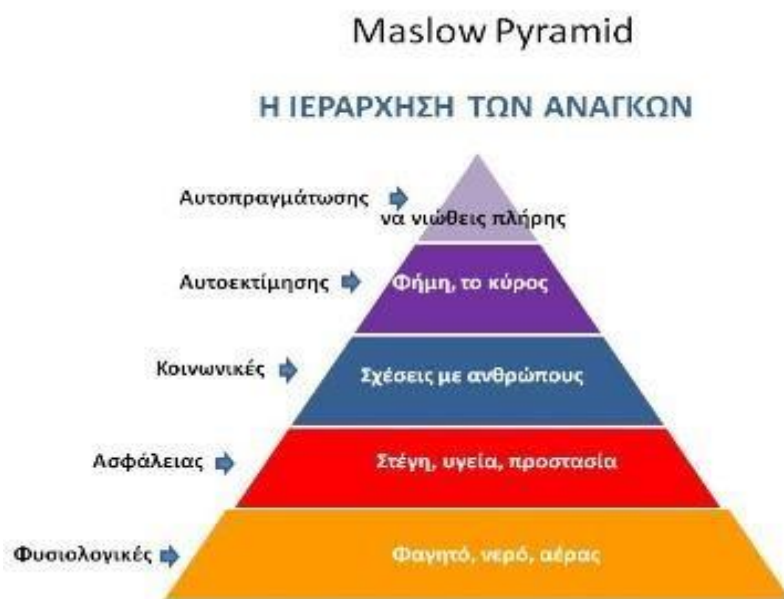 Maslow Pyramid
Η ΙΕΡΑΡΧΗΣΗ ΤΩΝ ΑΝΑΓΚΩΝ
Αυτοπραγμάτωσης
να νιώθεις πλήρης
Αυτοεκτίμησης
Φήμη, το κύρος
Κοινωνικές
Σχέσεις με ανθρώπους
Ασφάλειας
Στέγη, υγεία, προστασία
Φυσιολογικές
Φαγητό, νερό, αέρας